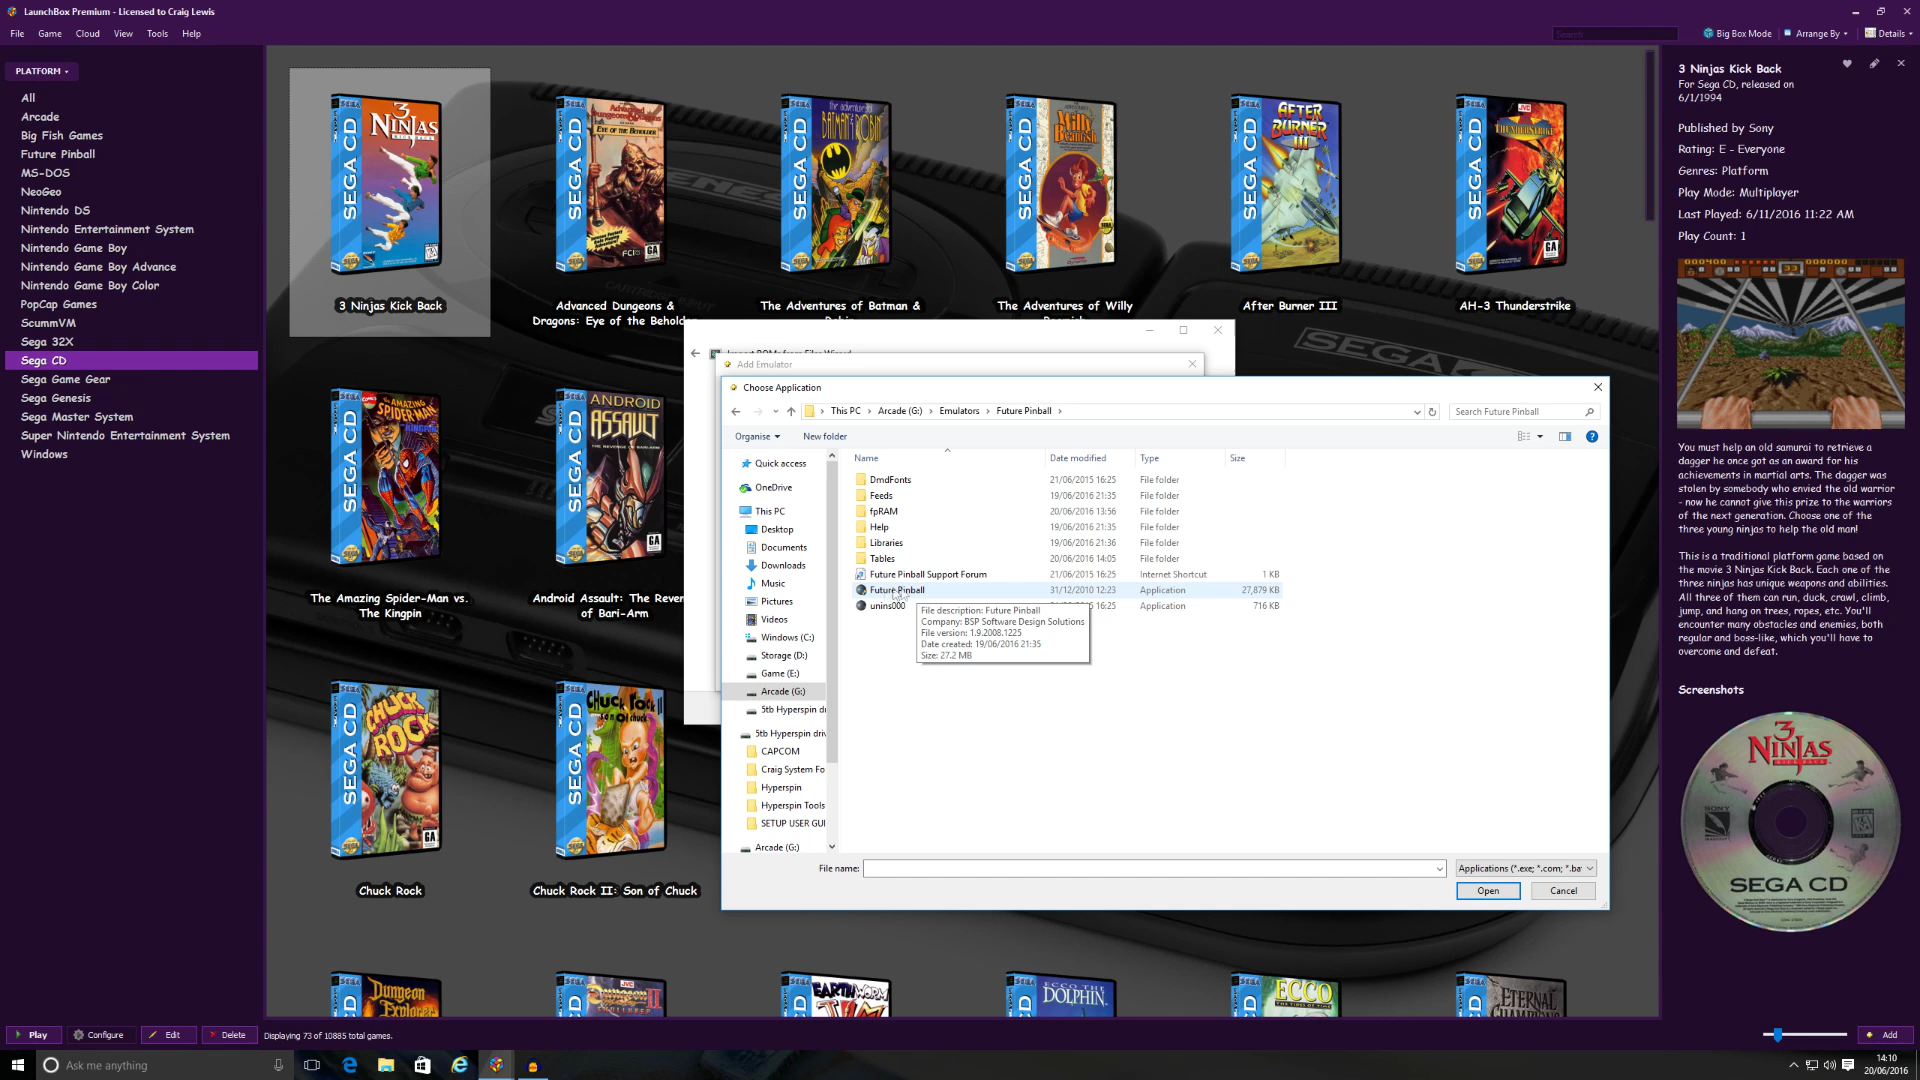 LaunchBox Premium - Licensed to Craig Lewis
File Game Cloud View Tools Help
Search
Big Box Mode Arrange By Details
PLATFORM
All
Arcade
Big Fish Games
Future Pinball
MS-DOS
NeoGeo
Nintendo DS
Nintendo Entertainment System
Nintendo Game Boy
Nintendo Game Boy Advance
Nintendo Game Boy Color
PopCap Games
ScummVM
Sega 32X
Sega CD
Sega Game Gear
Sega Genesis
Sega Master System
Super Nintendo Entertainment System
Windows
3 Ninjas Kick Back
Advanced Dungeons &
Dragons: Eye of the Beholde
The Adventures of Batman &
The Adventures of Willy
After Burner III
AH-3 Thunderstrike
The Amazing Spider-Man vs.
The Kingpin
Android Assault: The Reven
of Bari-Arm
Chuck Rock
Chuck Rock II: Son of Chuck
Add Emulator
Choose Application
This PC > Arcade (G:) > Emulators > Future Pinball >
Search Future Pinball
Organise New folder
Quick access
OneDrive
This PC
Desktop
Documents
Downloads
Music
Pictures
Videos
Windows (C:)
Storage (D:)
Game (E:)
Arcade (G:)
5tb Hyperspin dr
5tb Hyperspin driv
CAPCOM
Craig System Fo
Hyperspin
Hyperspin Tools
SETUP USER GUI
Arcade (G:)
Name Date modified Type Size
DmdFonts 21/06/2015 16:25 File folder
Feeds 19/06/2016 21:35 File folder
fpRAM 20/06/2016 13:56 File folder
Help 19/06/2016 21:35 File folder
Libraries 19/06/2016 21:36 File folder
Tables 20/06/2016 14:05 File folder
Future Pinball Support Forum 21/06/2015 16:25 Internet Shortcut 1 KB
Future Pinball 31/12/2010 12:23 Application 27,879 KB
unins000 16:25 Application 716 KB
File description: Future Pinball
Company: BSP Software Design Solutions
File version: 1.9.2008.1225
Date created: 19/06/2016 21:35
Size: 27.2 MB
File name:
Applications (*.exe; *.com; *.ba
Open Cancel
3 Ninjas Kick Back
For Sega CD, released on
6/1/1994
Published by Sony
Rating: E - Everyone
Genres: Platform
Play Mode: Multiplayer
Last Played: 6/11/2016 11:22 AM
Play Count: 1
You must help an old samurai to retrieve a
dagger he once got as an award for his
achievements in martial arts. The dagger was
stolen by somebody who envied the old warrior
- now he cannot give this prize to the warriors
of the next generation. Choose one of the
three young ninjas to help the old man!
This is a traditional platform game based on
the movie 3 Ninjas Kick Back. Each one of the
three ninjas has unique weapons and abilities.
All three of them can run, duck, crawl, climb,
jump, and hang on trees, ropes, etc. You'll
encounter many obstacles and enemies, both
regular and boss-like, which you'll have to
overcome and defeat.
Screenshots
3 NINJAS
SEGA CD
Play Configure Edit Delete Displaying 73 of 10885 total games.
Add
Ask me anything
14:10
20/06/2016